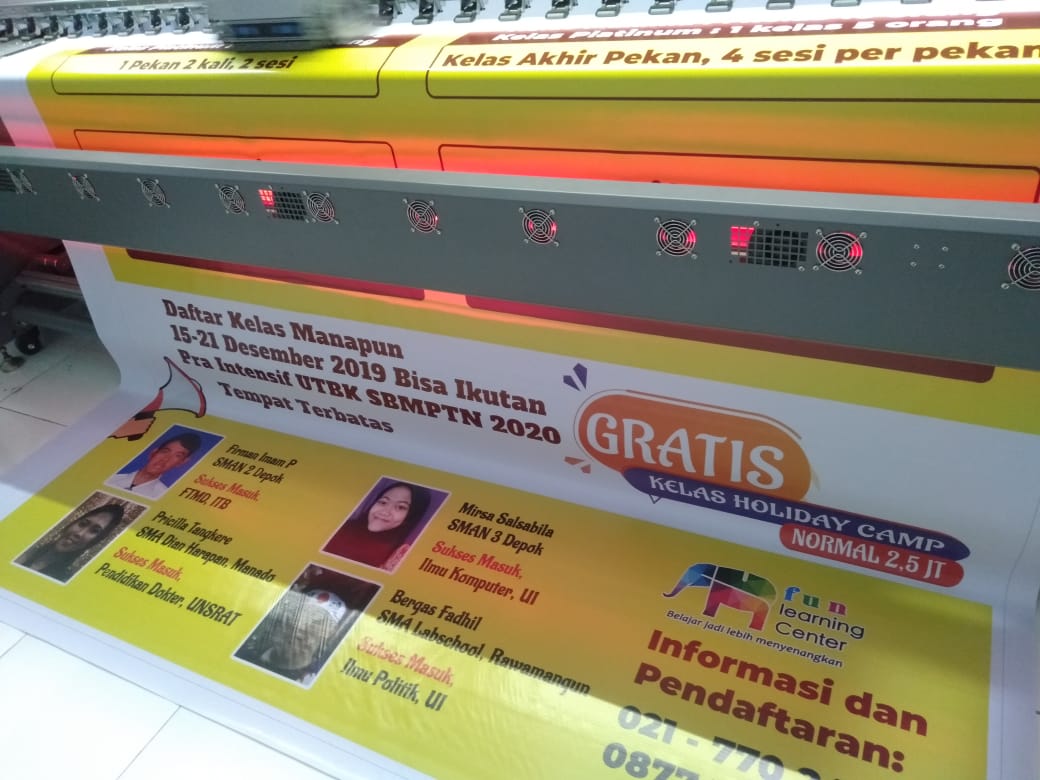 Kelas Platinum : 1 kelas 5 orang
1 Pekan 2 kali, 2 sesi
Kelas Akhir Pekan, 4 sesi per pekan
Daftar Kelas Manapun
15-21 Desember 2019 Bisa Ikutan
Pra Intensif UTBK SBMPTN 2020
Tempat Terbatas
GRATIS
KELAS HOLIDAY CAMP
NORMAL 2,5 JT
Firman Imam P
SMAN 2 Depok
Sukses Masuk,
FTMD, ITB
Pricilla Tangkere
SMA Dian Harapan, Manado
Sukses Masuk,
Pendidikan Dokter, UNSRAT
Mirsa Salsabila
SMAN 3 Depok
Sukses Masuk,
Ilmu Komputer, UI
Bergas Fadhil
SMA Labschool, Rawamangun
Sukses Masuk,
Ilmu Politik, UI
fun
learning
Center
Belajar jadi lebih menyenangkan
Informasi dan
Pendaftaran:
021 - 770
0877